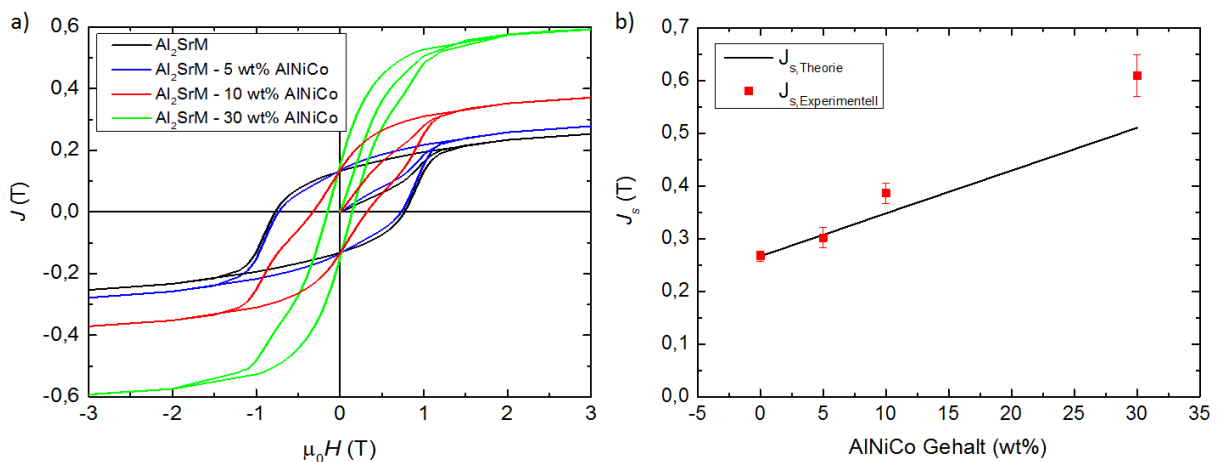 a)
0,6
0,4
0,2
0,0
-0,2
-0,4
-0,6
J (T)
Al2SrM
Al2SrM - 5 wt% AlNiCo
Al2SrM - 10 wt% AlNiCo
Al2SrM - 30 wt% AlNiCo
-3 -2 -1 0 1 2 3
μ0H (T)
b)
0,7
0,6
0,5
0,4
0,3
0,2
0,1
0,0
Js (T)
Js,Theorie
Js,Experimentell
-5 0 5 10 15 20 25 30 35
AlNiCo Gehalt (wt%)